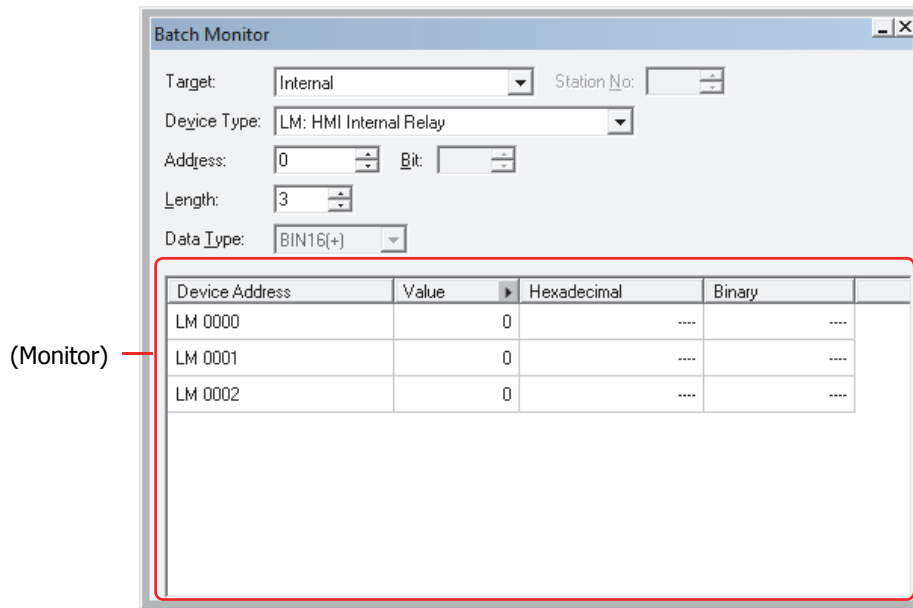 Batch Monitor
Target: Internal Station No:
Device Type: LM: HMI Internal Relay
Address: 0 Bit:
Length: 3
Data Type: BIN16(+)
Device Address Value Hexadecimal Binary
LM 0000 0 ---- ----
(Monitor)
LM 0001 0 ---- ----
LM 0002 0 ---- ----